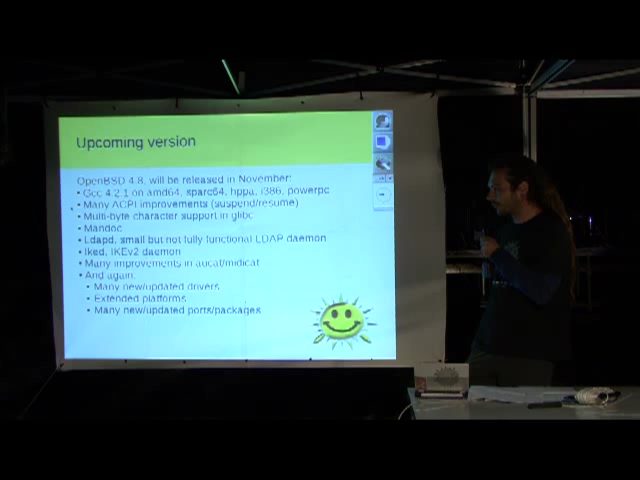 Upcoming version
OpenBSD 4.8, will be released in November:
• Gcc 4.2.1 on amd64, sparc64, hppa, i386, powerpc
• Many ACPI improvements (suspend/resume)
• Multi-byte character support in glibc
• Mandoc
• Ldapd, small but not fully functional LDAP daemon
• Iked, IKEv2 daemon
• Many improvements in aucat/midicat
• And again:
• Many new/updated drivers
• Extended platforms
• Many new/updated ports/packages